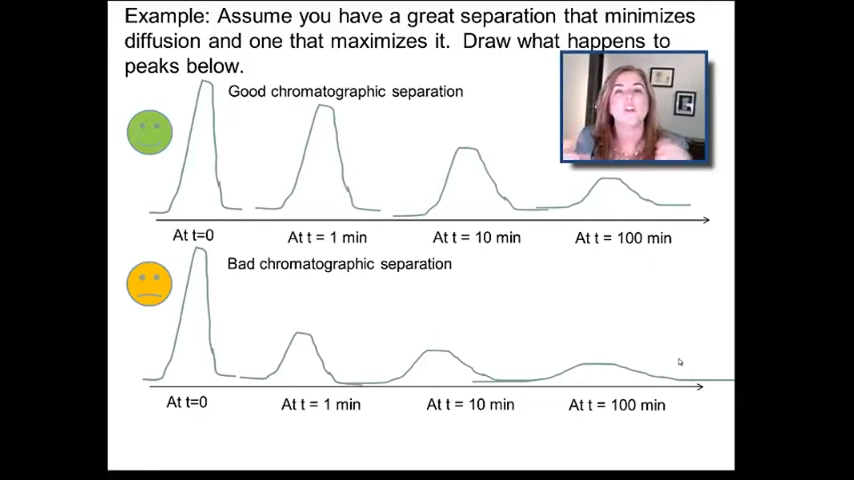 Example: Assume you have a great separation that minimizes
diffusion and one that maximizes it. Draw what happens to
peaks below.
Good chromatographic separation
At t=0
At t = 1 min
At t = 10 min
At t = 100 min
Bad chromatographic separation
At t=0
At t = 1 min
At t = 10 min
At t = 100 min